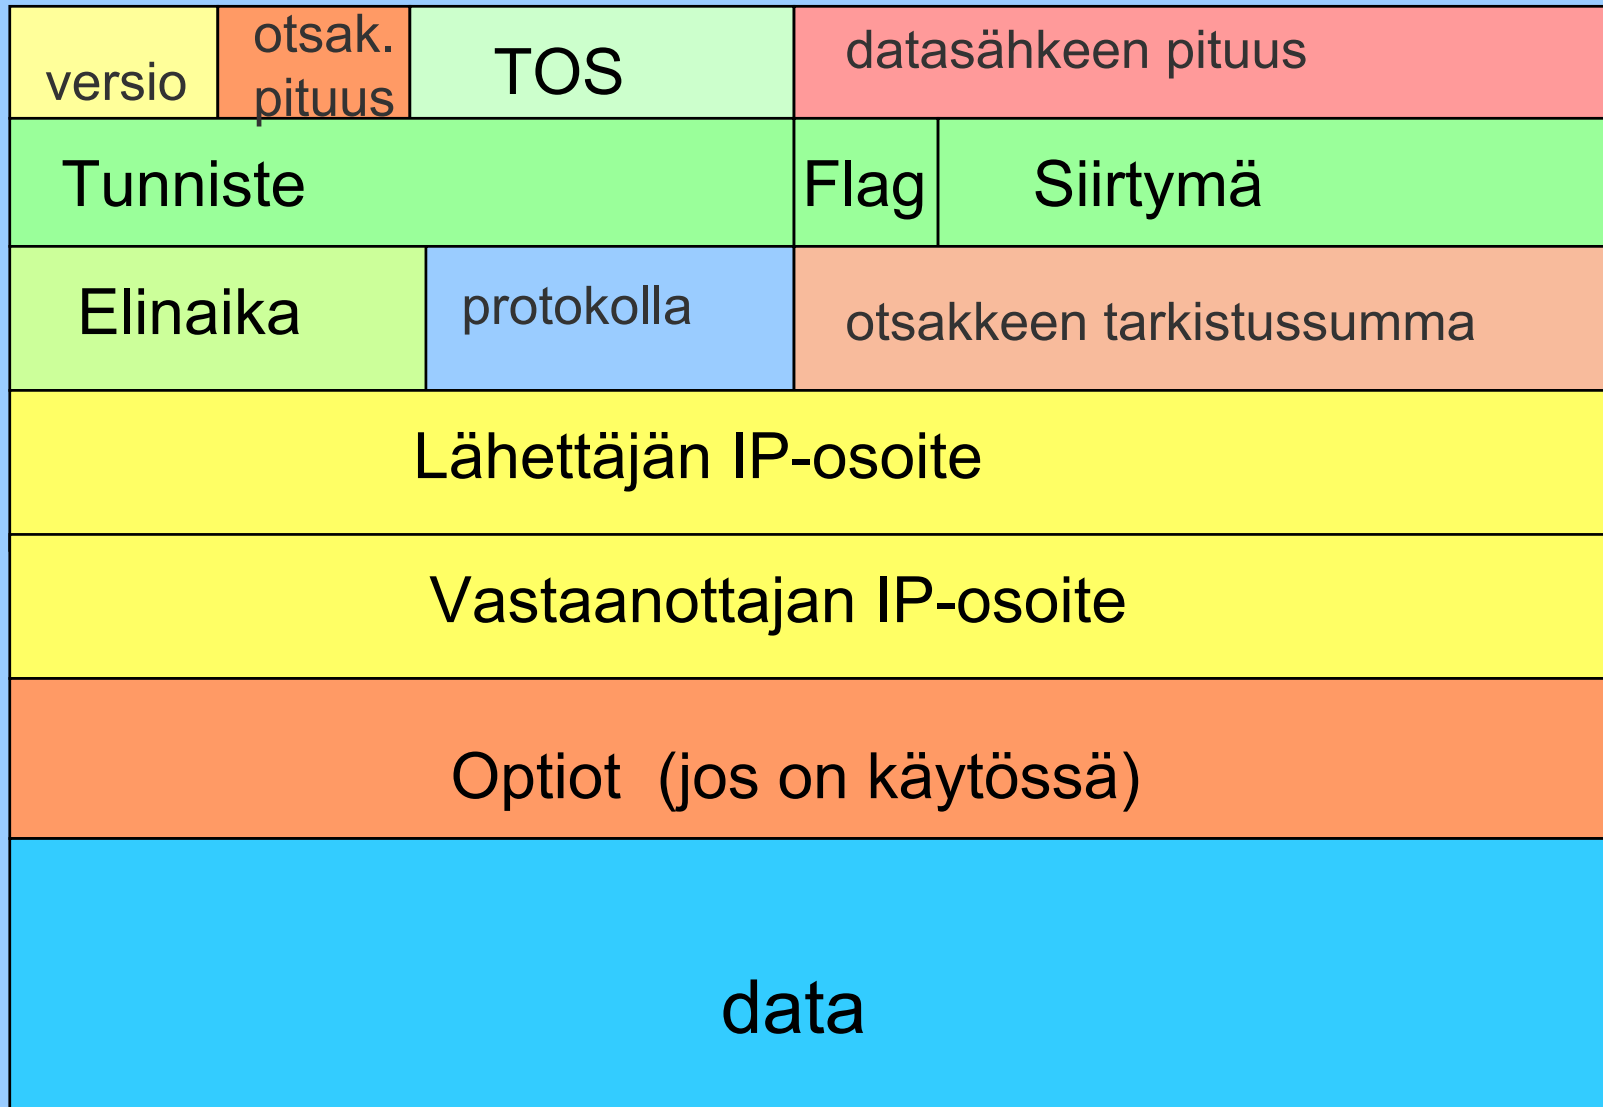 versio
otsak.
pituus
TOS
datasähkeen pituus
Tunniste
Flag
Siirtymä
Elinaika
protokolla
otsakkeen tarkistussumma
Lähettäjän IP-osoite
Vastaanottajan IP-osoite
Optiot (jos on käytössä)
data